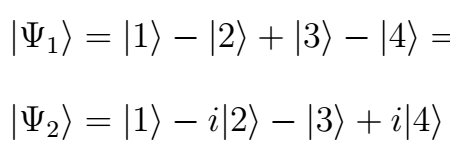 |Ψ₁⟩ = |1⟩ − |2⟩ + |3⟩ − |4⟩ =
|Ψ₂⟩ = |1⟩ − i|2⟩ − |3⟩ + i|4⟩